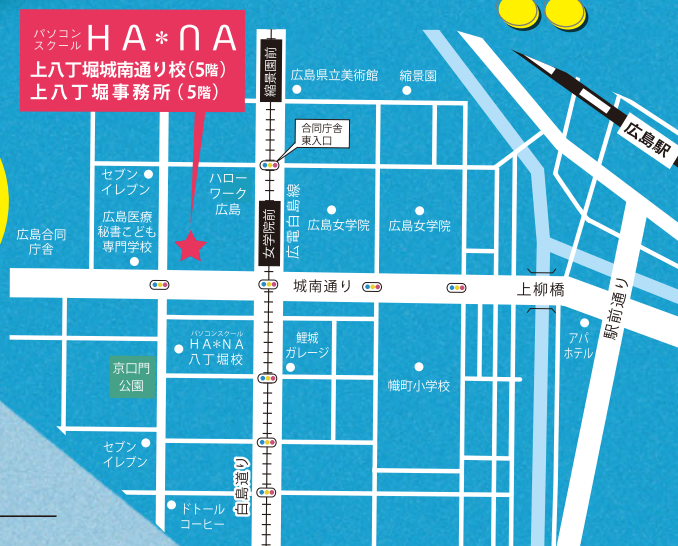 パソコン
スクール
HA*NA
上八丁堀城南通り校(5階)
上八丁堀事務所(5階)
縮景園前
広島県立美術館
縮景園
合同庁舎
東入口
広島駅
セブン
イレブン
ハロー
ワーク
広島
広島医療
秘書こども
専門学校
広島合同
庁舎
女学院前
広電白島線
広島女学院
広島女学院
城南通り
上柳橋
駅前通り
アパ
ホテル
パソコンスクール
HA*NA
八丁堀校
鯉城
ガレージ
京口門
公園
幟町小学校
セブン
イレブン
白島通り
ドトール
コーヒー